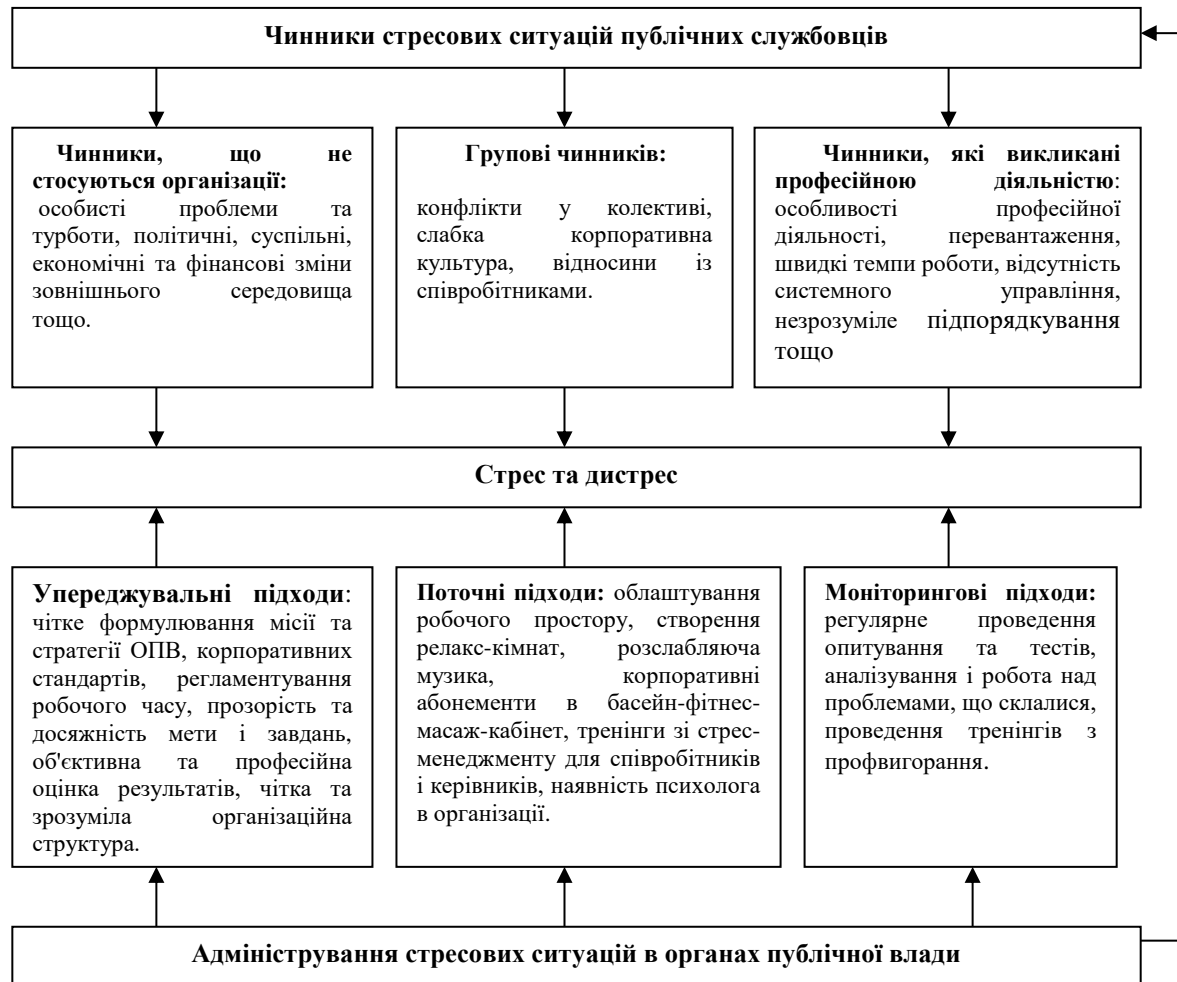 Чинники стресових ситуацій публічних службовців
Чинники, що не
стосуються організації:
особисті проблеми та
турботи, політичні, суспільні,
економічні та фінансові зміни
зовнішнього середовища
тощо.
Групові чинників:
конфлікти у колективі,
слабка корпоративна
культура, відносини із
співробітниками.
Чинники, які викликані
професійною діяльністю:
особливості професійної
діяльності, перевантаження,
швидкі темпи роботи, відсутність
системного управління,
незрозуміле підпорядкування
тощо
Стрес та дистрес
Упереджувальні підходи:
чітке формулювання місії та
стратегії ОПВ, корпоративних
стандартів, регламентування
робочого часу, прозорість та
досяжність мети і завдань,
об'єктивна та професійна
оцінка результатів, чітка та
зрозуміла організаційна
структура.
Поточні підходи: облаштування
робочого простору, створення
релакс-кімнат, розслабляюча
музика, корпоративні
абонементи в басейн-фітнес-
масаж-кабінет, тренінги зі стрес-
менеджменту для співробітників
і керівників, наявність психолога
в організації.
Моніторингові підходи:
регулярне проведення
опитування та тестів,
аналізування і робота над
проблемами, що склалися,
проведення тренінгів з
профвигорання.
Адміністрування стресових ситуацій в органах публічної влади